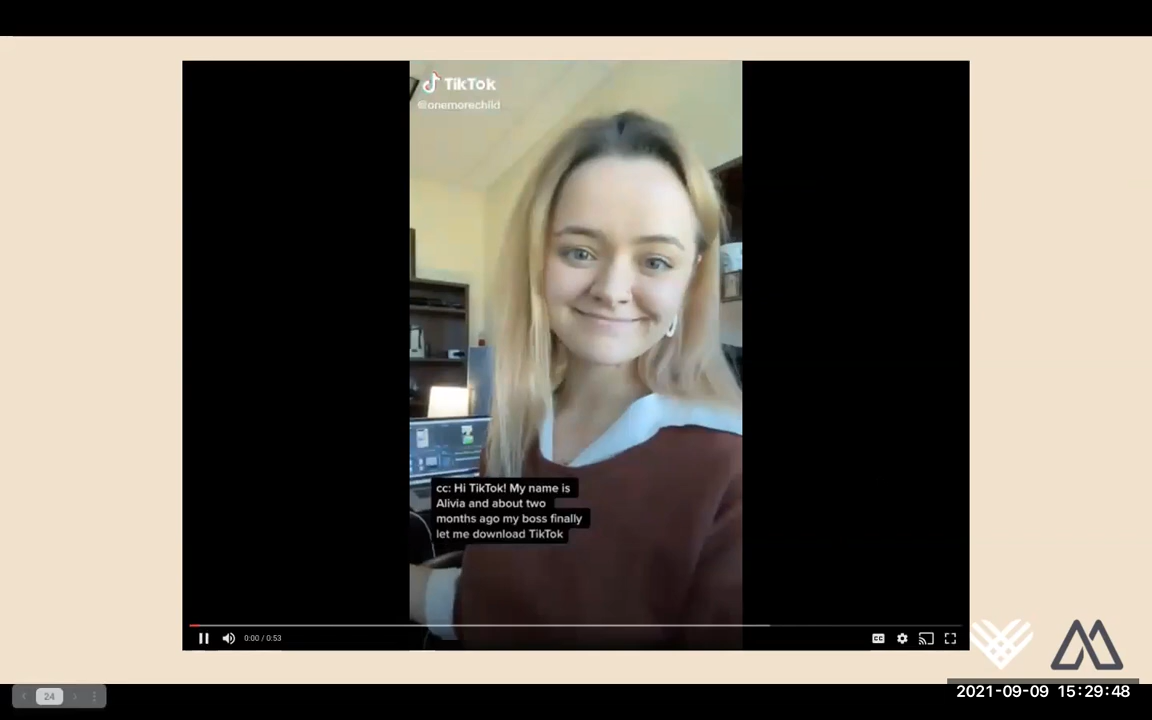 TikTok
@onemorechild
cc: Hi TikTok! My name is
Alivia and about two
months ago my boss finally
let me download TikTok
0:00 / 0:53
CC
24
2021-09-09 15:29:48